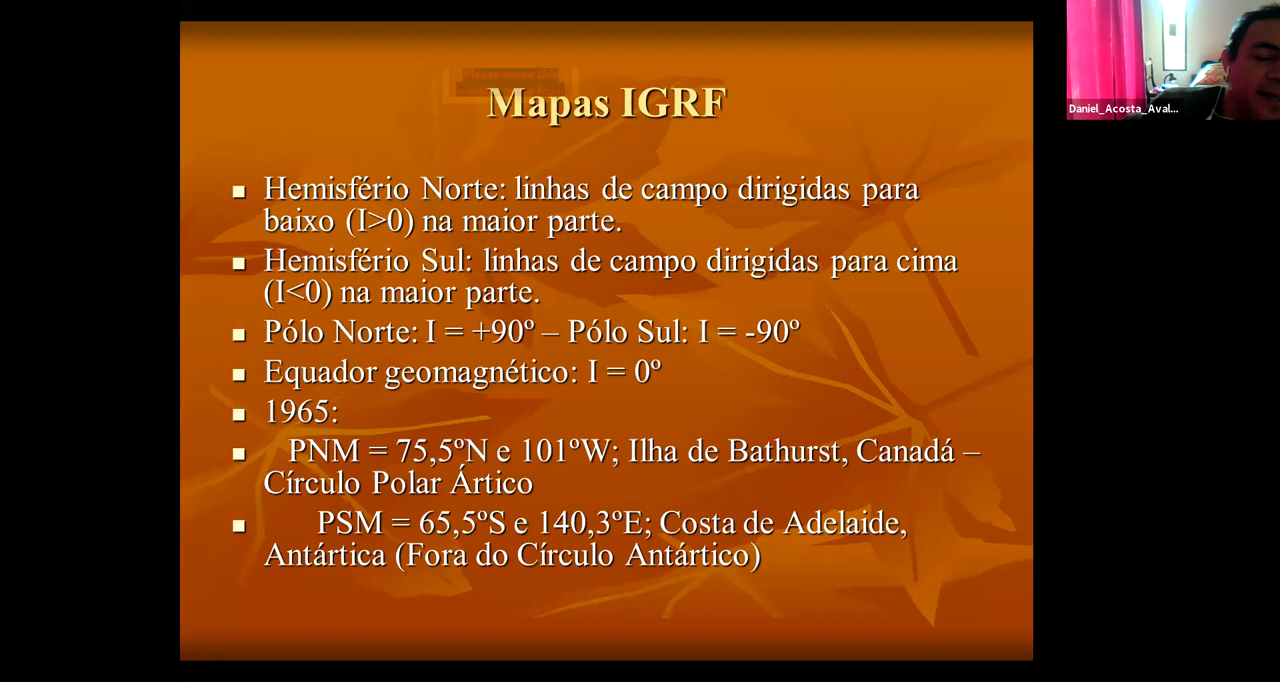 Please move the
Mapas IGRF
Hemisfério Norte: linhas de campo dirigidas para
baixo (I>0) na maior parte.
Hemisfério Sul: linhas de campo dirigidas para cima
(I<0) na maior parte.
Pólo Norte: I = +90º – Pólo Sul: I = -90º
Equador geomagnético: I = 0º
1965:
PNM = 75,5ºN e 101ºW; Ilha de Bathurst, Canadá –
Círculo Polar Ártico
PSM = 65,5ºS e 140,3ºE; Costa de Adelaide,
Antártica (Fora do Círculo Antártico)
Daniel_Acosta_Aval...